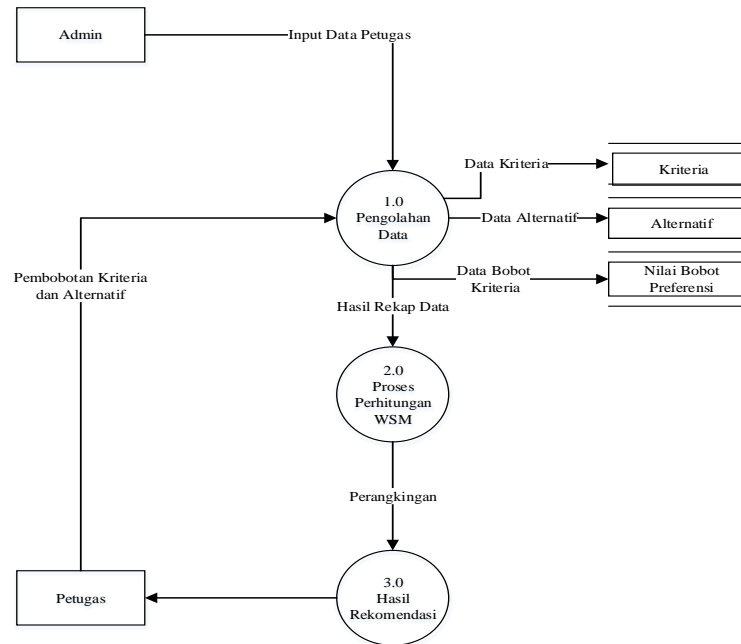 Admin
Input Data Petugas
Data Kriteria
Kriteria
1.0
Pengolahan
Data
Data Alternatif
Alternatif
Pembobotan Kriteria
dan Alternatif
Data Bobot
Kriteria
Nilai Bobot
Preferensi
Hasil Rekap Data
2.0
Proses
Perhitungan
WSM
Perangkingan
3.0
Hasil
Rekomendasi
Petugas